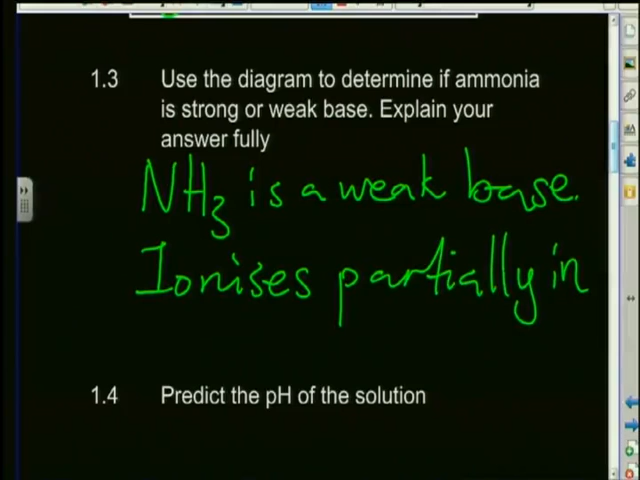 1.3 Use the diagram to determine if ammonia
is strong or weak base. Explain your
answer fully
NH3 is a weak base.
Ionises partially in
1.4 Predict the pH of the solution